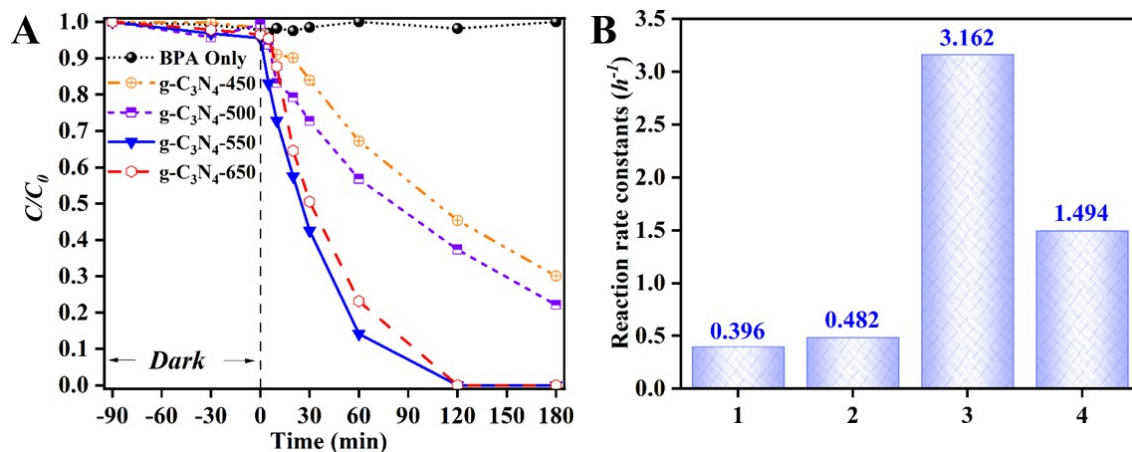 A
C/C0
1.0
0.9
0.8
0.7
0.6
0.5
0.4
0.3
0.2
0.1
0.0
BPA Only
g-C3N4-450
g-C3N4-500
g-C3N4-550
g-C3N4-650
Dark
-90 -60 -30 0 30 60 90 120 150 180
Time (min)
B
Reaction rate constants (h-1)
3.5
3.0
2.5
2.0
1.5
1.0
0.5
0.0
0.396
0.482
3.162
1.494
1 2 3 4